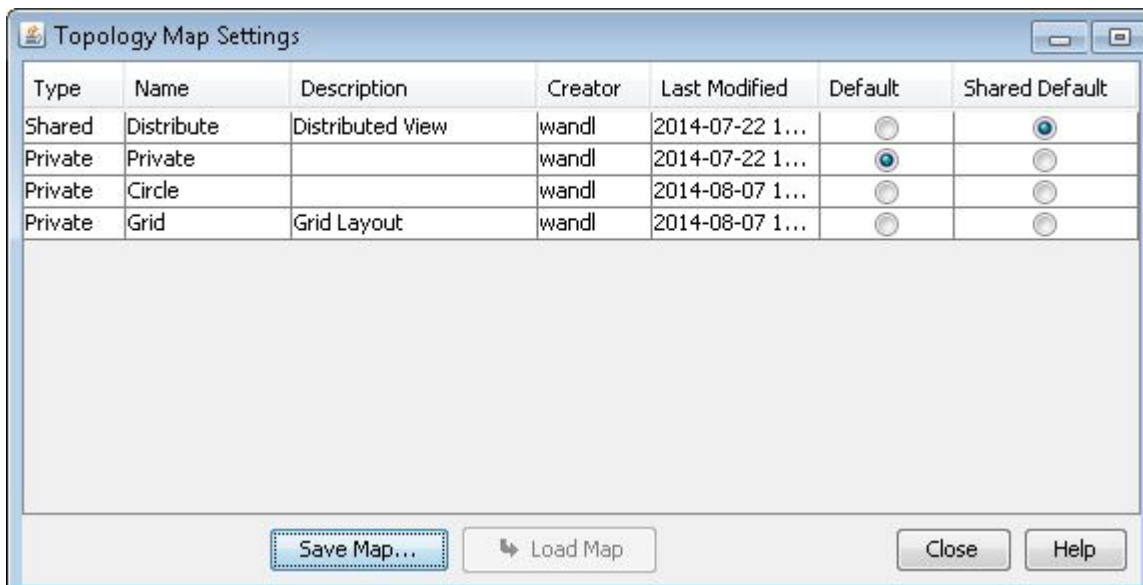 Topology Map Settings
Type Name Description Creator Last Modified Default Shared Default
Shared Distribute Distributed View wandl 2014-07-22 1...
Private Private wandl 2014-07-22 1...
Private Circle wandl 2014-08-07 1...
Private Grid Grid Layout wandl 2014-08-07 1...
Save Map... Load Map Close Help